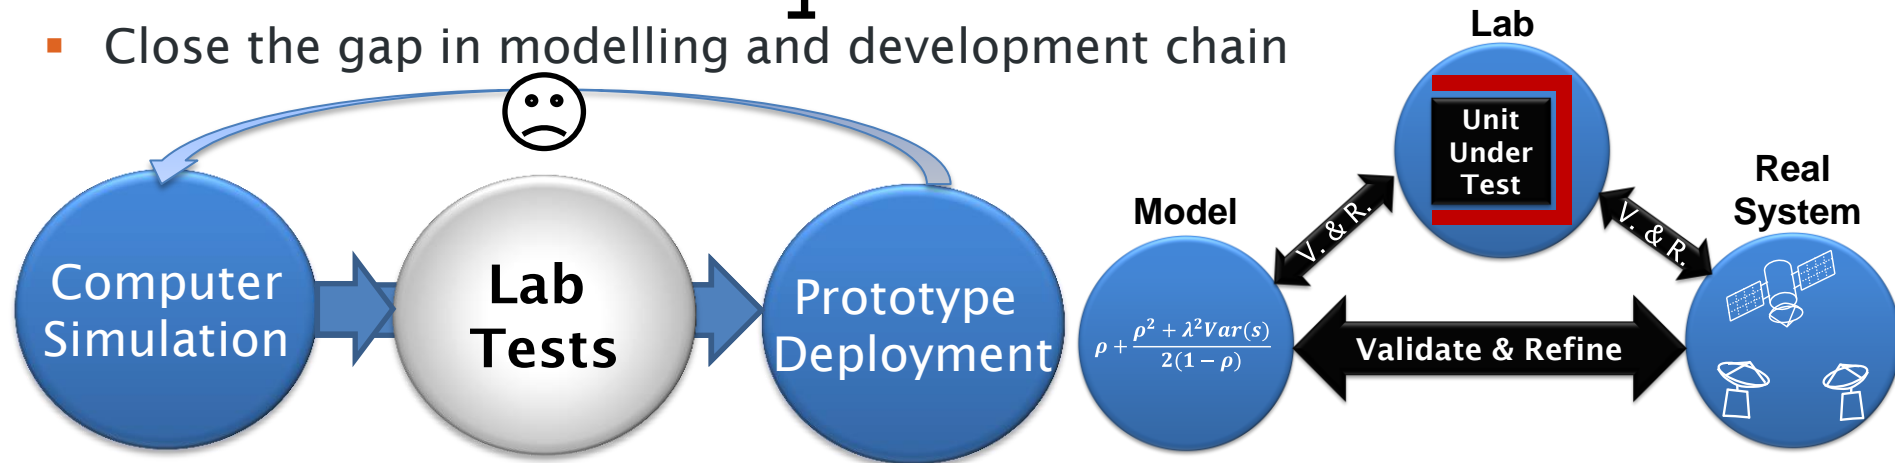 Close the gap in modelling and development chain
Computer
Simulation
Lab
Tests
Prototype
Deployment
Lab
Unit
Under
Test
Model
V. & R.
V. & R.
Real
System
ρ + (ρ² + λ²Var(s)) / (2(1 − ρ))
Validate & Refine